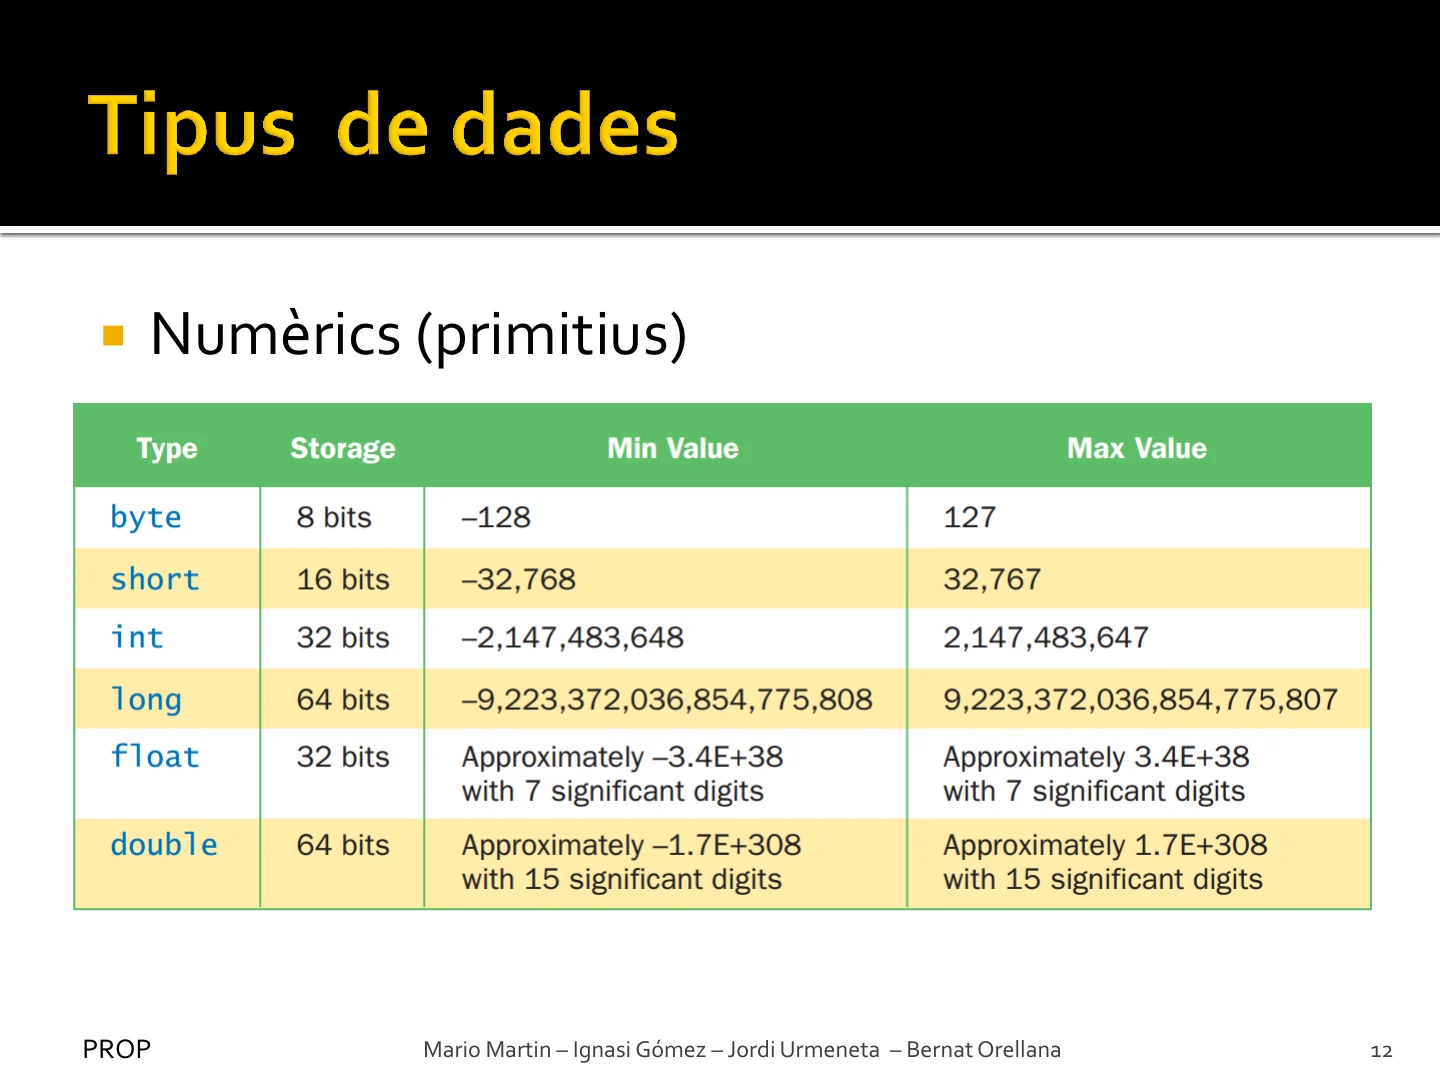 Tipus de dades
Numèrics (primitius)
Type Storage Min Value Max Value
byte 8 bits –128 127
short 16 bits –32,768 32,767
int 32 bits –2,147,483,648 2,147,483,647
long 64 bits –9,223,372,036,854,775,808 9,223,372,036,854,775,807
float 32 bits Approximately –3.4E+38 Approximately 3.4E+38
with 7 significant digits with 7 significant digits
double 64 bits Approximately –1.7E+308 Approximately 1.7E+308
with 15 significant digits with 15 significant digits
PROP Mario Martin – Ignasi Gómez – Jordi Urmeneta – Bernat Orellana 12